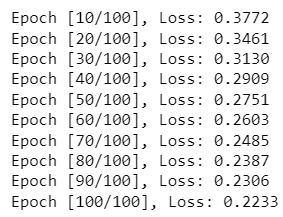 Epoch [10/100], Loss: 0.3772
Epoch [20/100], Loss: 0.3461
Epoch [30/100], Loss: 0.3130
Epoch [40/100], Loss: 0.2909
Epoch [50/100], Loss: 0.2751
Epoch [60/100], Loss: 0.2603
Epoch [70/100], Loss: 0.2485
Epoch [80/100], Loss: 0.2387
Epoch [90/100], Loss: 0.2306
Epoch [100/100], Loss: 0.2233